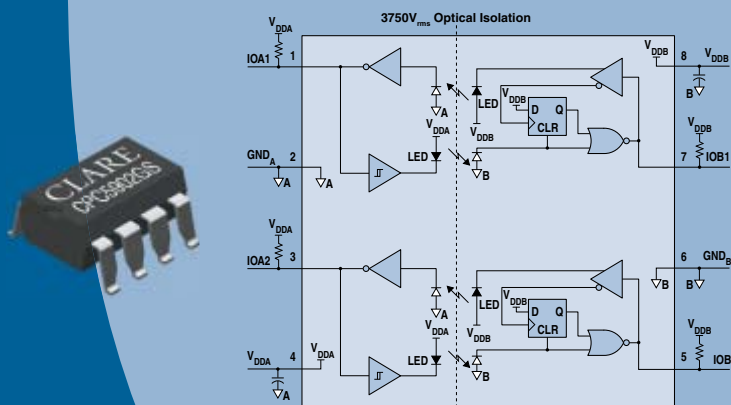 3750Vrms Optical Isolation
VDDA
IOA1 1
GNDA 2
A
A
VDDA
IOA2 3
VDDA 4
VDDA
A
A
LED
VDDA
LED
VDDB
VDDB
D Q
CLR
B
A
LED
VDDA
LED
VDDB
VDDB
D Q
CLR
B
VDDB
8 VDDB
B
VDDB
7 IOB1
6 GNDB
B
B
VDDB
5 IOB
CLARE
CPC5902GS